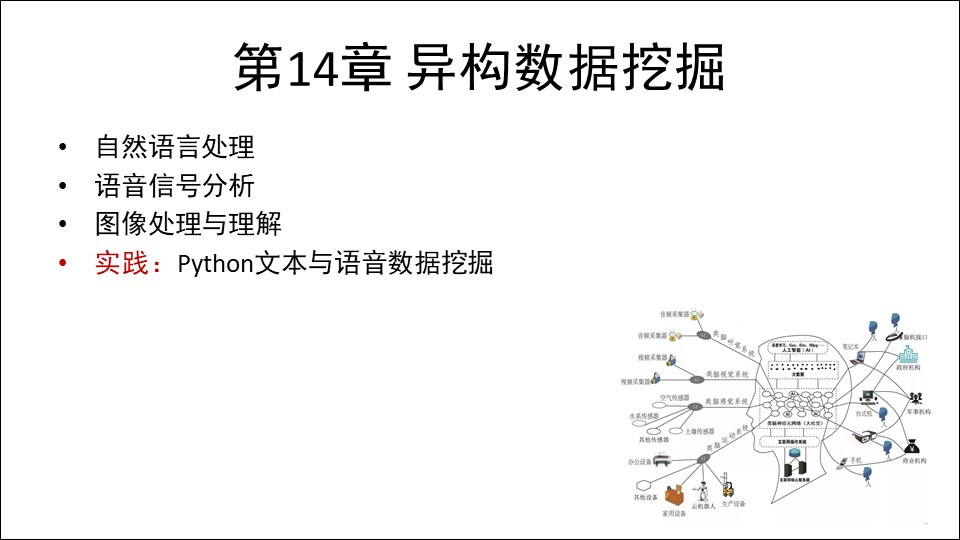 第14章 异构数据挖掘
• 自然语言处理
• 语音信号分析
• 图像处理与理解
• 实践：Python文本与语音数据挖掘
音频采集器
音频采集器
视频采集器
视频采集器
空气传感器
水系传感器
其他传感器
土壤传感器
办公设备
其他设备
家用设备
云机器人
生产设备
类脑听觉系统
类脑视觉系统
类脑感觉系统
类脑运动系统
人工智能（AI）
大数据
类脑神经元网络（大社交）
互联网操作系统
互联网核心服务器
笔记本
脑机接口
政府机构
台式机
军事机构
手机
商业机构
人
人
人
人
人